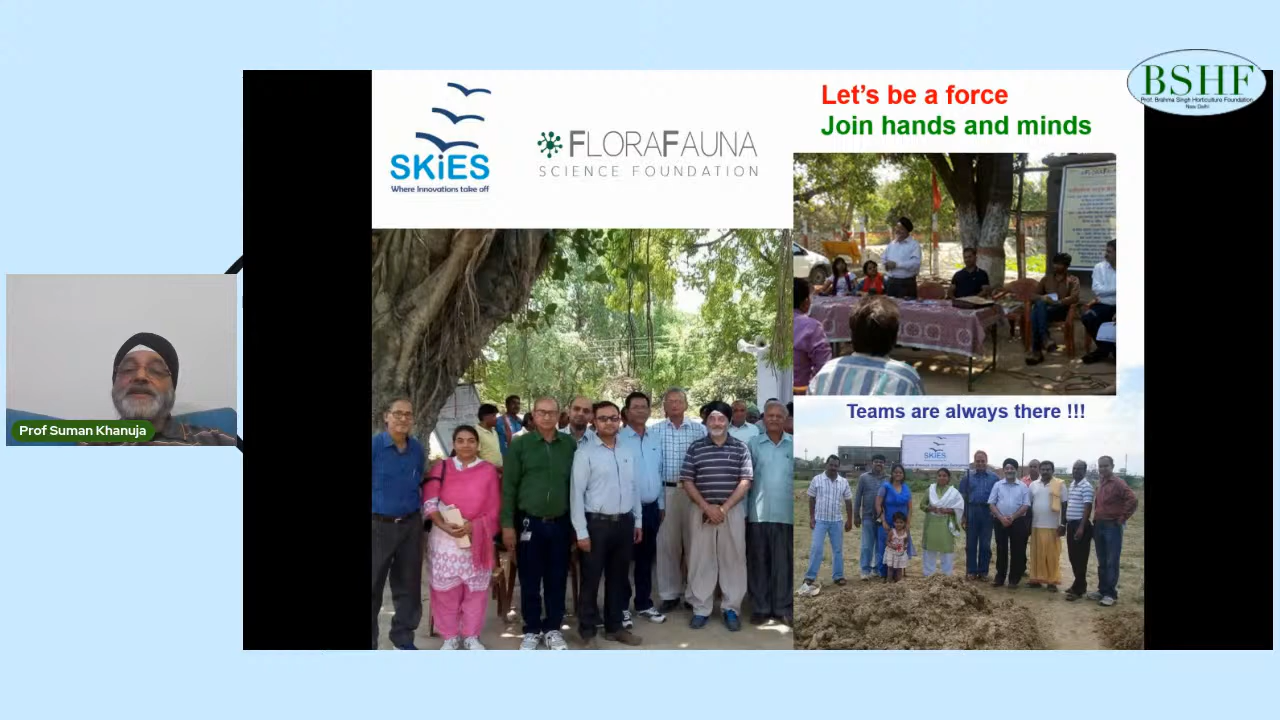 BSHF
Prof. Brahma Singh Horticulture Foundation
New Delhi
SKiES
Where Innovations take off
FLORAFAUNA
SCIENCE FOUNDATION
Let's be a force
Join hands and minds
Teams are always there !!!
SKiES
Prof Suman Khanuja